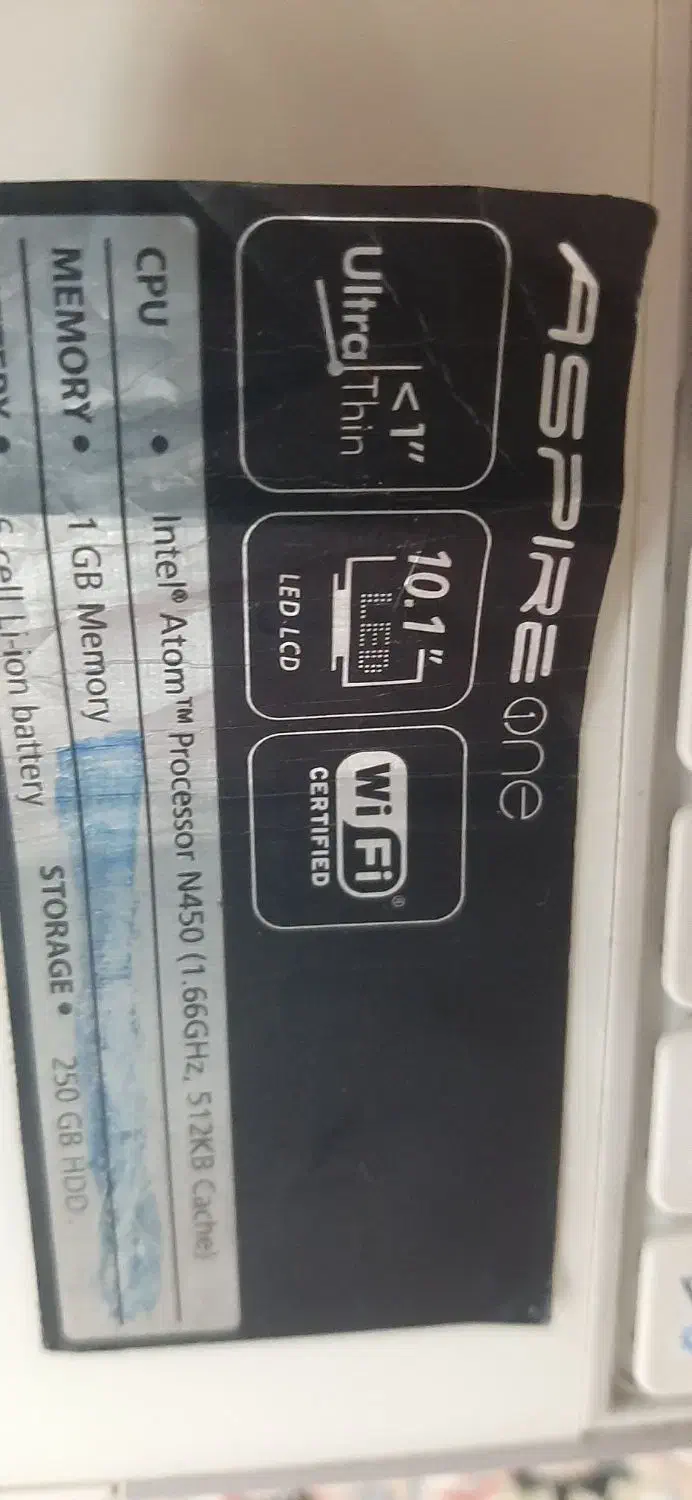 ASPIRE one
<1"
Ultra Thin
10.1"
LED
LED LCD
Wi Fi®
CERTIFIED
CPU • Intel® Atom™ Processor N450 (1.66GHz, 512KB Cache)
MEMORY • 1 GB Memory STORAGE • 250 GB HDD
cell Li-ion battery